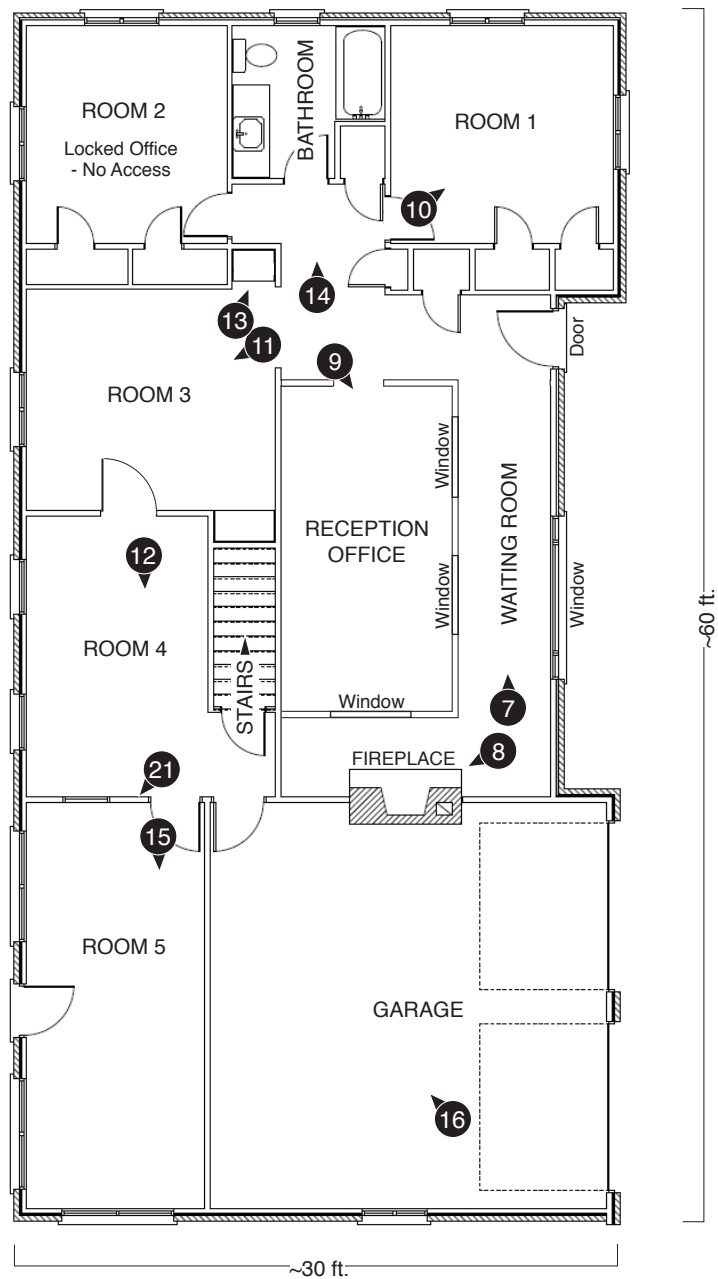 ROOM 2
Locked Office
- No Access
BATHROOM
ROOM 1
10
14
13
11
9
Door
ROOM 3
Window
12
RECEPTION
OFFICE
WAITING ROOM
Window
Window
~60 ft.
ROOM 4
STAIRS
Window
7
8
FIREPLACE
21
15
ROOM 5
GARAGE
16
~30 ft.